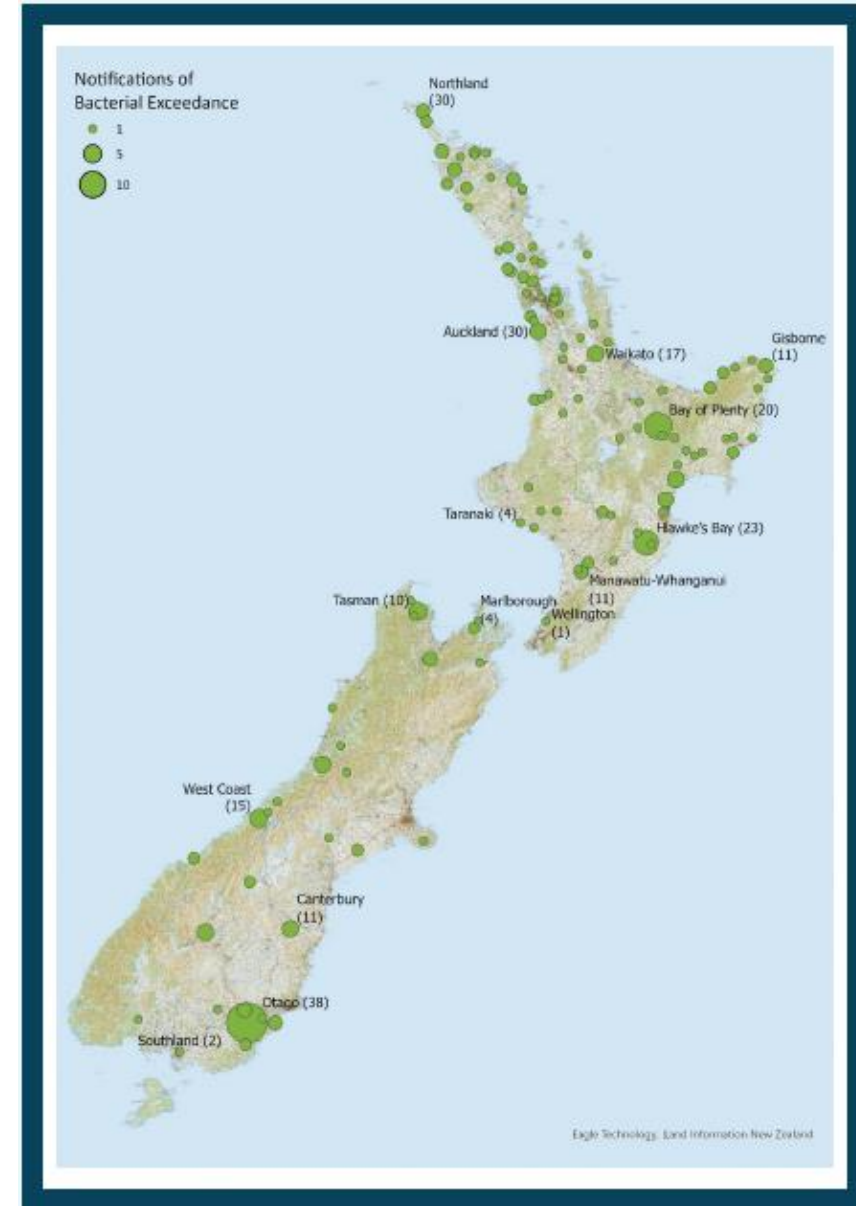 Notifications of
Bacterial Exceedance
1
5
10
Northland
(30)
Auckland (30)
Waikato (17)
Gisborne
(11)
Bay of Plenty (20)
Taranaki (4)
Hawke's Bay (23)
Manawatu-Whanganui
(11)
Tasman (10)
Marlborough
(4)
Wellington
(1)
West Coast
(15)
Canterbury
(11)
Otago (38)
Southland (2)
Eagle Technology, Land Information New Zealand